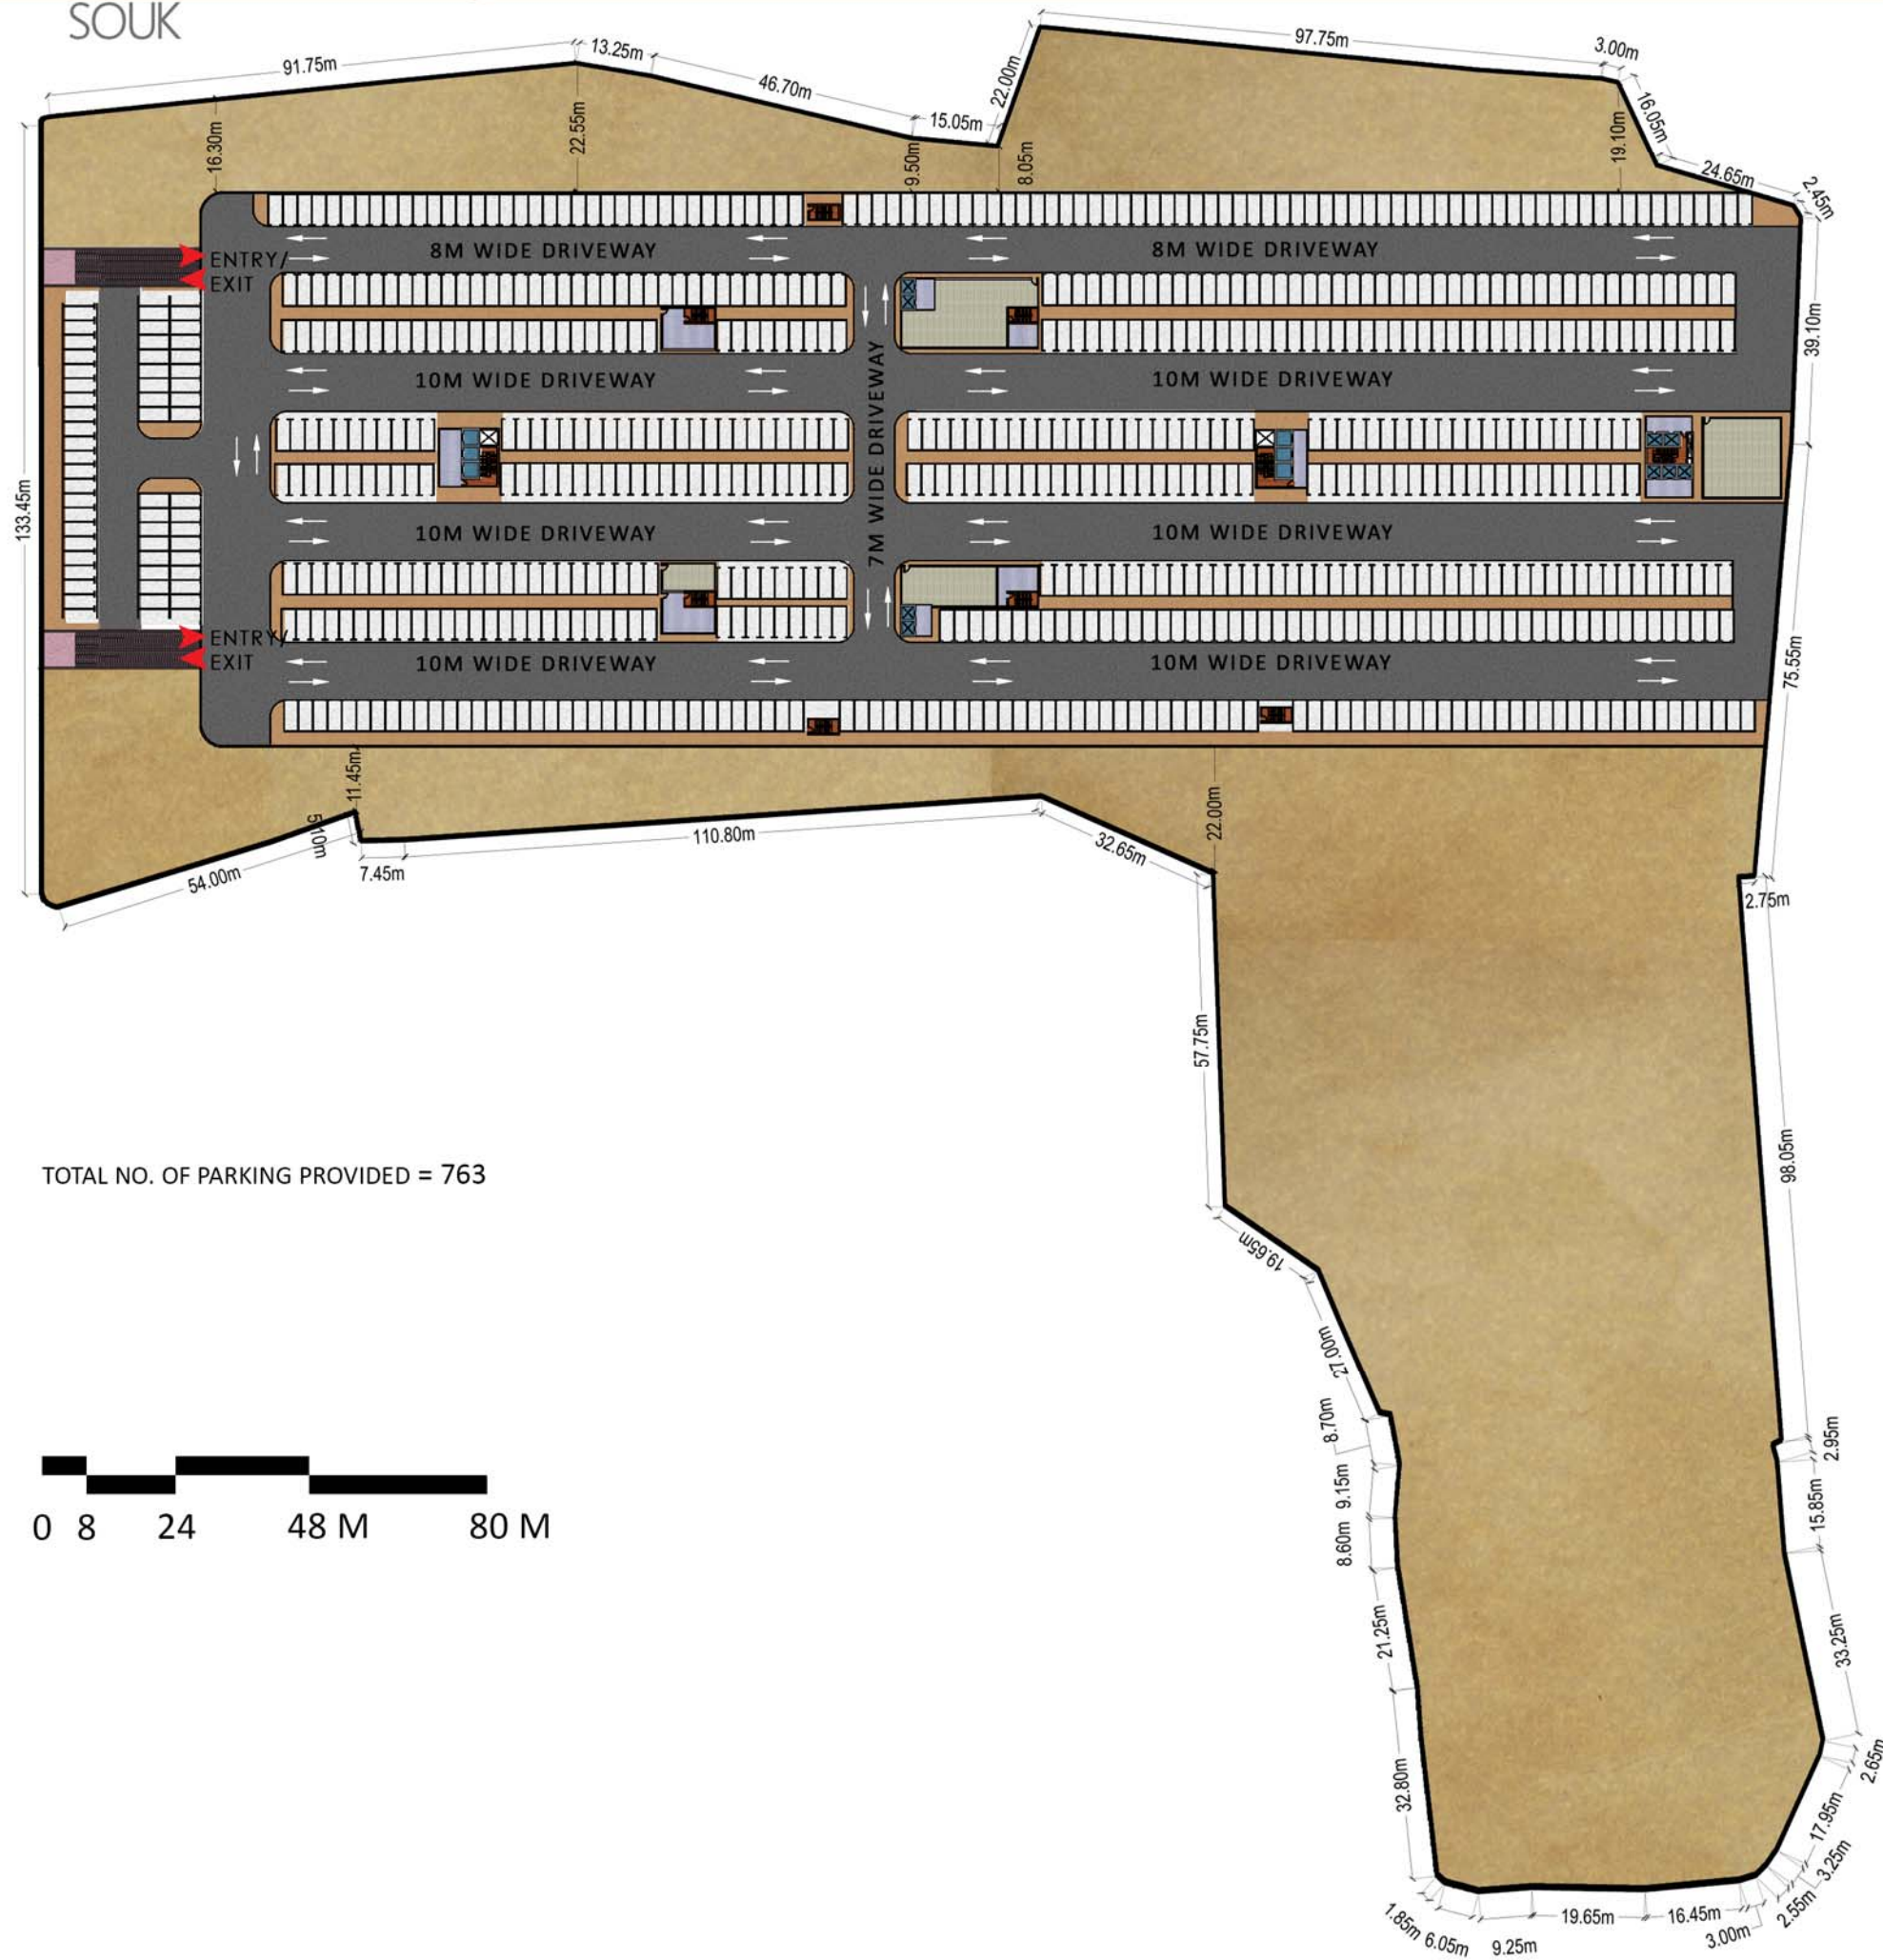 SOUK
91.75m
13.25m
46.70m
15.05m
22.00m
97.75m
3.00m
16.05m
24.65m
2.45m
16.30m
22.55m
9.50m
8.05m
19.10m
8M WIDE DRIVEWAY
8M WIDE DRIVEWAY
ENTRY/
EXIT
39.10m
10M WIDE DRIVEWAY
10M WIDE DRIVEWAY
7M WIDE DRIVEWAY
133.45m
10M WIDE DRIVEWAY
10M WIDE DRIVEWAY
ENTRY/
EXIT
10M WIDE DRIVEWAY
10M WIDE DRIVEWAY
75.55m
11.45m
5.10m
54.00m
7.45m
110.80m
32.65m
22.00m
2.75m
57.75m
98.05m
TOTAL NO. OF PARKING PROVIDED = 763
19.65m
27.00m
8.70m
9.15m
8.60m
21.25m
32.80m
2.95m
15.85m
33.25m
2.65m
17.95m
3.25m
2.55m
3.00m
16.45m
19.65m
9.25m
6.05m
1.85m
0 8 24 48 M 80 M